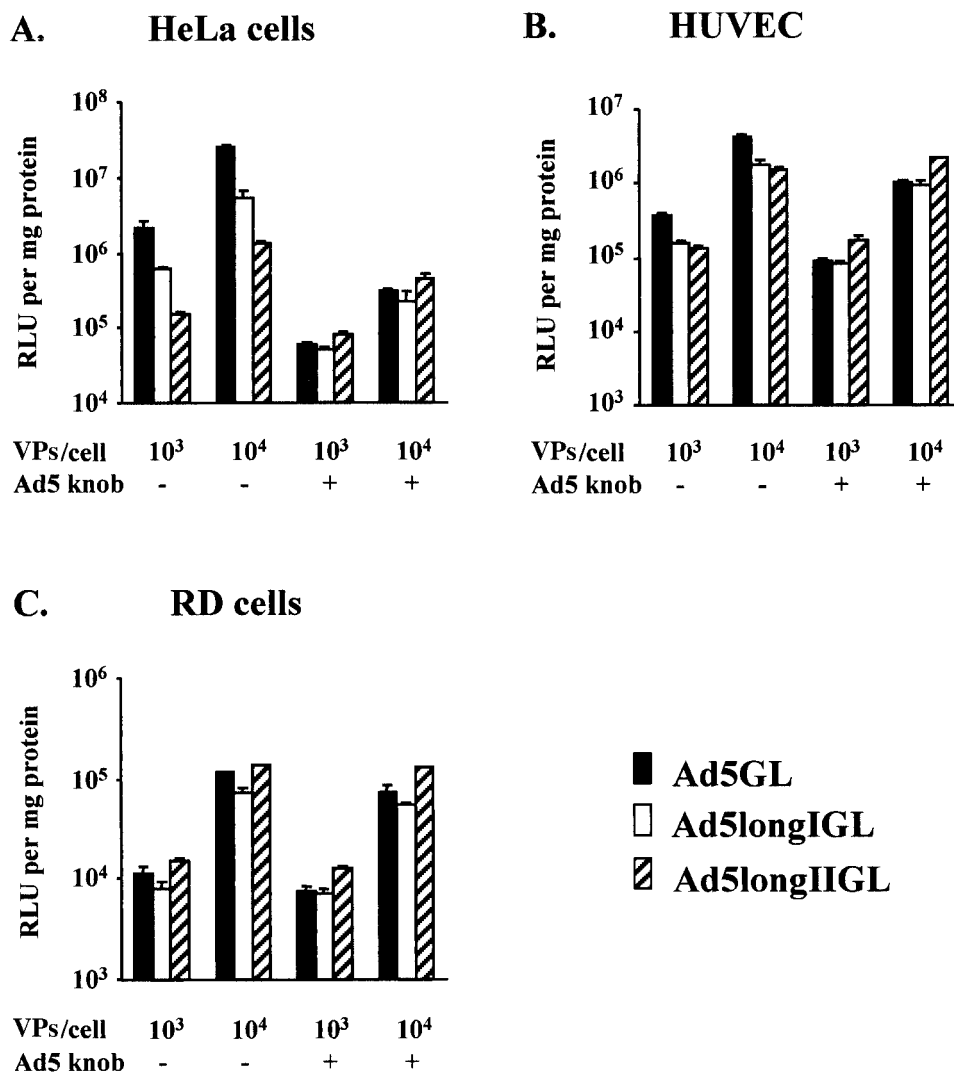 A. HeLa cells
RLU per mg protein
10⁸
10⁷
10⁶
10⁵
10⁴
VPs/cell 10³ 10⁴ 10³ 10⁴
Ad5 knob - - + +
B. HUVEC
RLU per mg protein
10⁷
10⁶
10⁵
10⁴
10³
VPs/cell 10³ 10⁴ 10³ 10⁴
Ad5 knob - - + +
C. RD cells
RLU per mg protein
10⁶
10⁵
10⁴
10³
VPs/cell 10³ 10⁴ 10³ 10⁴
Ad5 knob - - + +
Ad5GL
Ad5longIGL
Ad5longIIGL